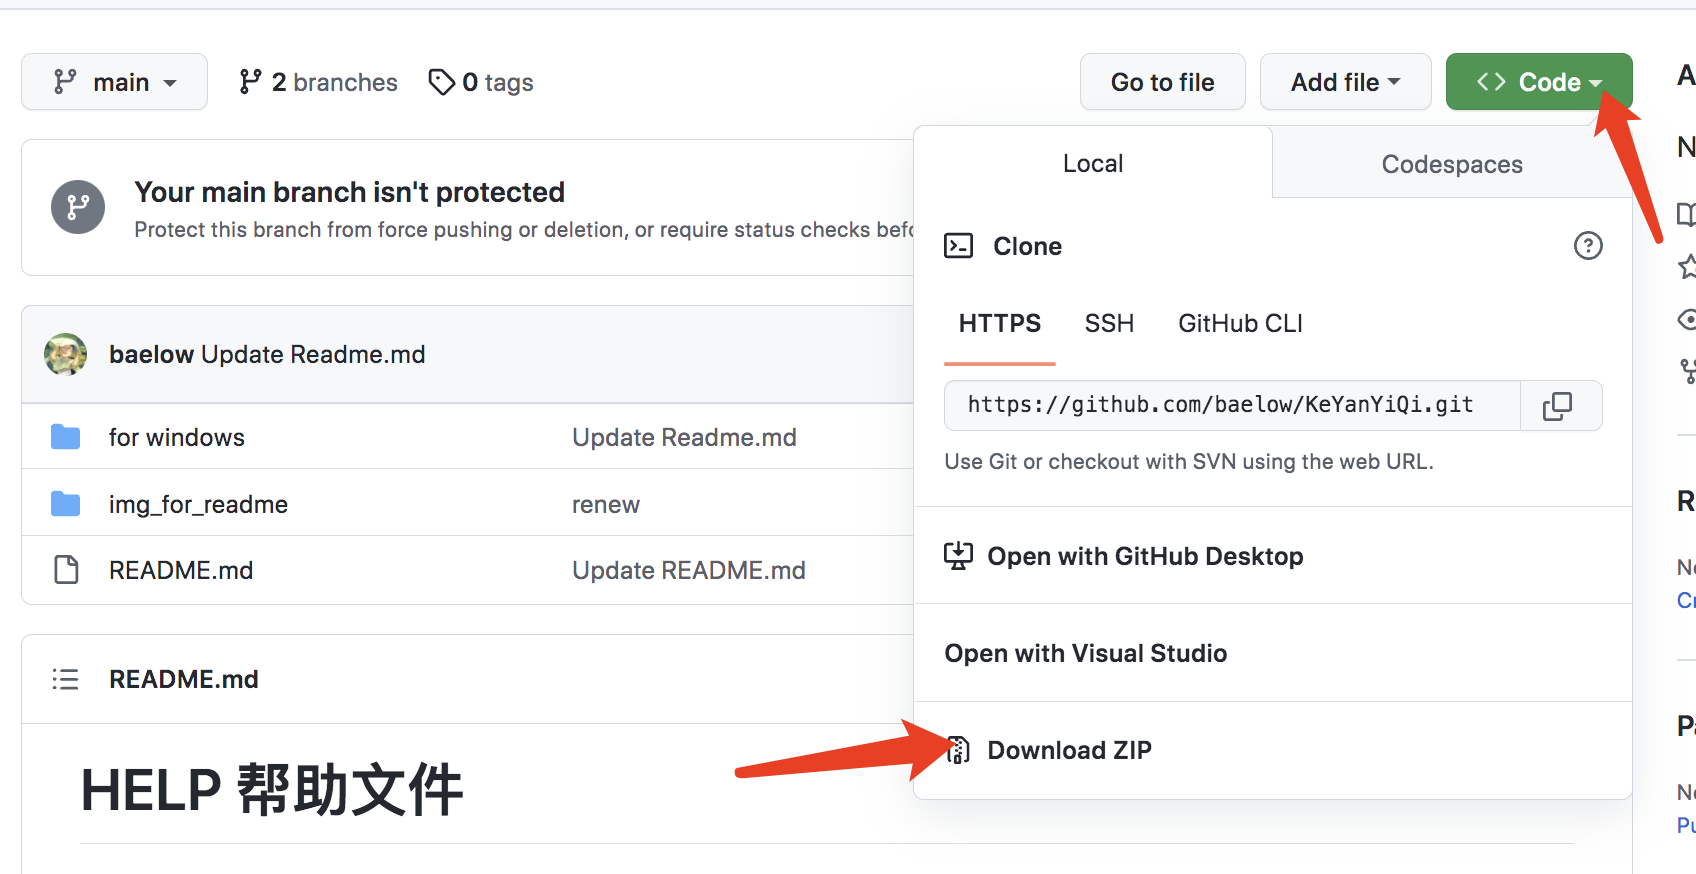 main
2 branches
0 tags
Go to file
Add file
Code
Your main branch isn't protected
Protect this branch from force pushing or deletion, or require status checks
Local
Codespaces
Clone
HTTPS
SSH
GitHub CLI
https://github.com/baelow/KeYanYiQi.git
Use Git or checkout with SVN using the web URL.
Open with GitHub Desktop
Open with Visual Studio
Download ZIP
baelow Update Readme.md
for windows
Update Readme.md
img_for_readme
renew
README.md
Update README.md
README.md
HELP 帮助文件